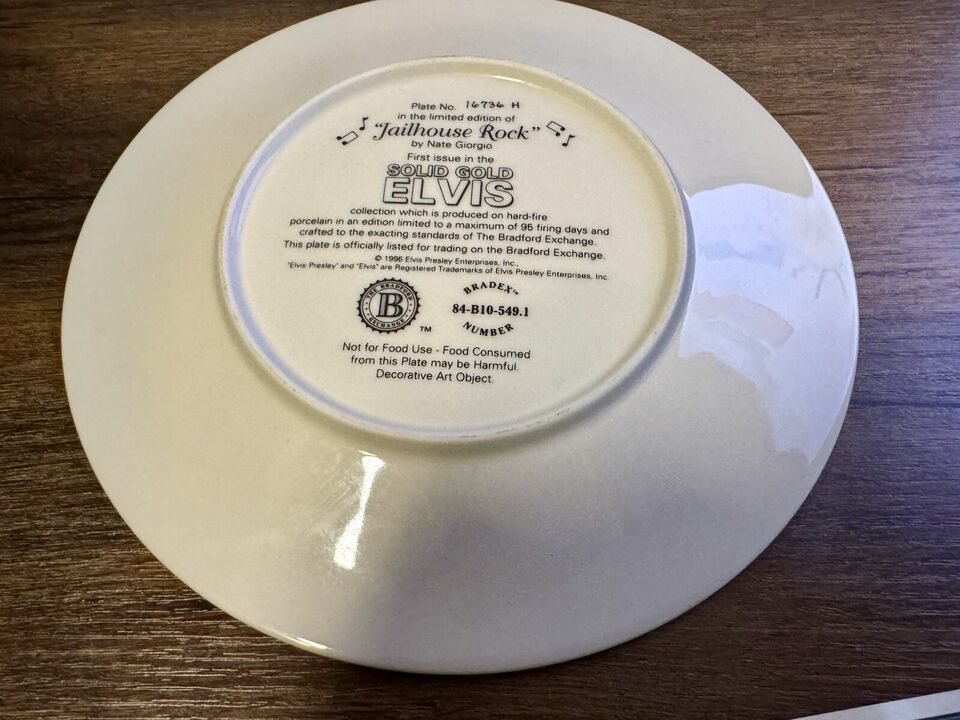 Plate No. 16736 H
in the limited edition of
"Jailhouse Rock"
by Nate Giorgio
First issue in the
SOLID GOLD
ELVIS
collection which is produced on hard-fire
porcelain in an edition limited to a maximum of 96 firing days and
crafted to the exacting standards of The Bradford Exchange.
This plate is officially listed for trading on the Bradford Exchange.
© 1996 Elvis Presley Enterprises, Inc.,
"Elvis Presley" and "Elvis" are Registered Trademarks of Elvis Presley Enterprises, Inc.
THE BRADFORD
B
EXCHANGE
TM
BRADEX™
84-B10-549.1
NUMBER
Not for Food Use - Food Consumed
from this Plate may be Harmful.
Decorative Art Object.